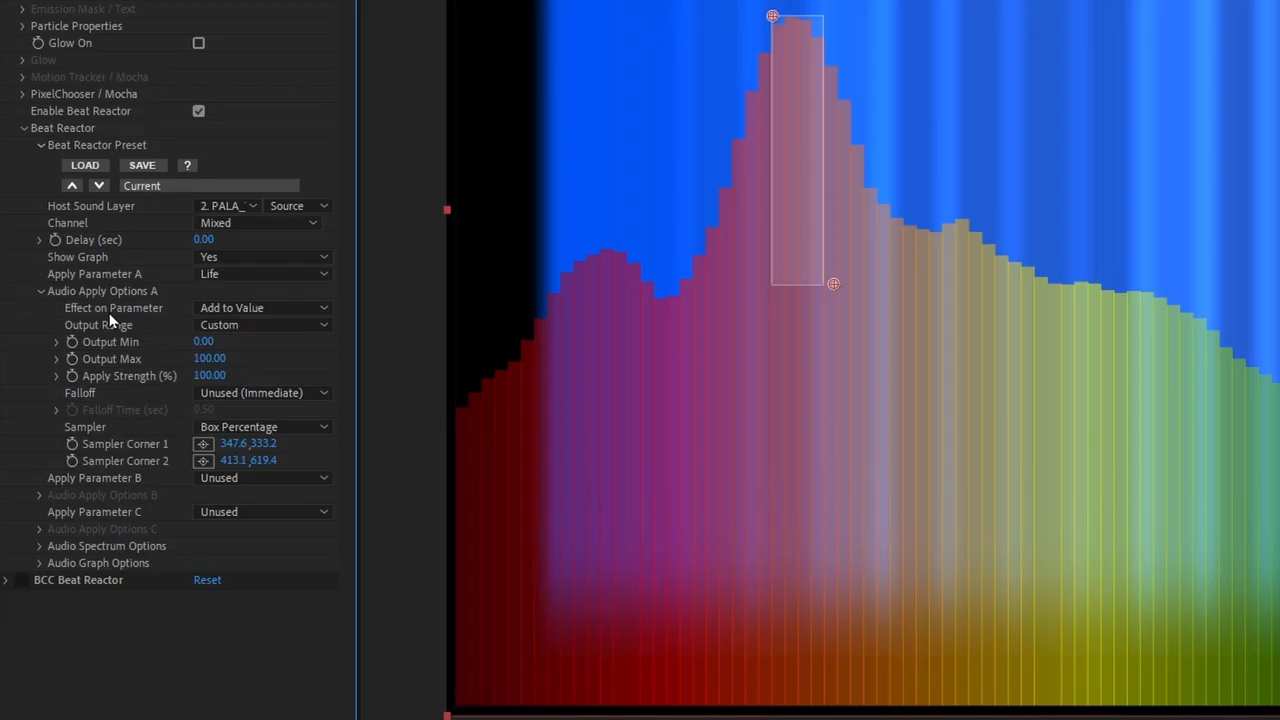 Emission Mask / Text
Particle Properties
Glow On
Glow
Motion Tracker / Mocha
PixelChooser / Mocha
Enable Beat Reactor
Beat Reactor
Beat Reactor Preset
LOAD SAVE ?
Current
Host Sound Layer 2. PALA_ Source
Channel Mixed
Delay (sec) 0.00
Show Graph Yes
Apply Parameter A Life
Audio Apply Options A
Effect on Parameter Add to Value
Output Range Custom
Output Min 0.00
Output Max 100.00
Apply Strength (%) 100.00
Falloff Unused (Immediate)
Falloff Time (sec) 0.50
Sampler Box Percentage
Sampler Corner 1 347.6,333.2
Sampler Corner 2 413.1,619.4
Apply Parameter B Unused
Audio Apply Options B
Apply Parameter C Unused
Audio Apply Options C
Audio Spectrum Options
Audio Graph Options
BCC Beat Reactor Reset